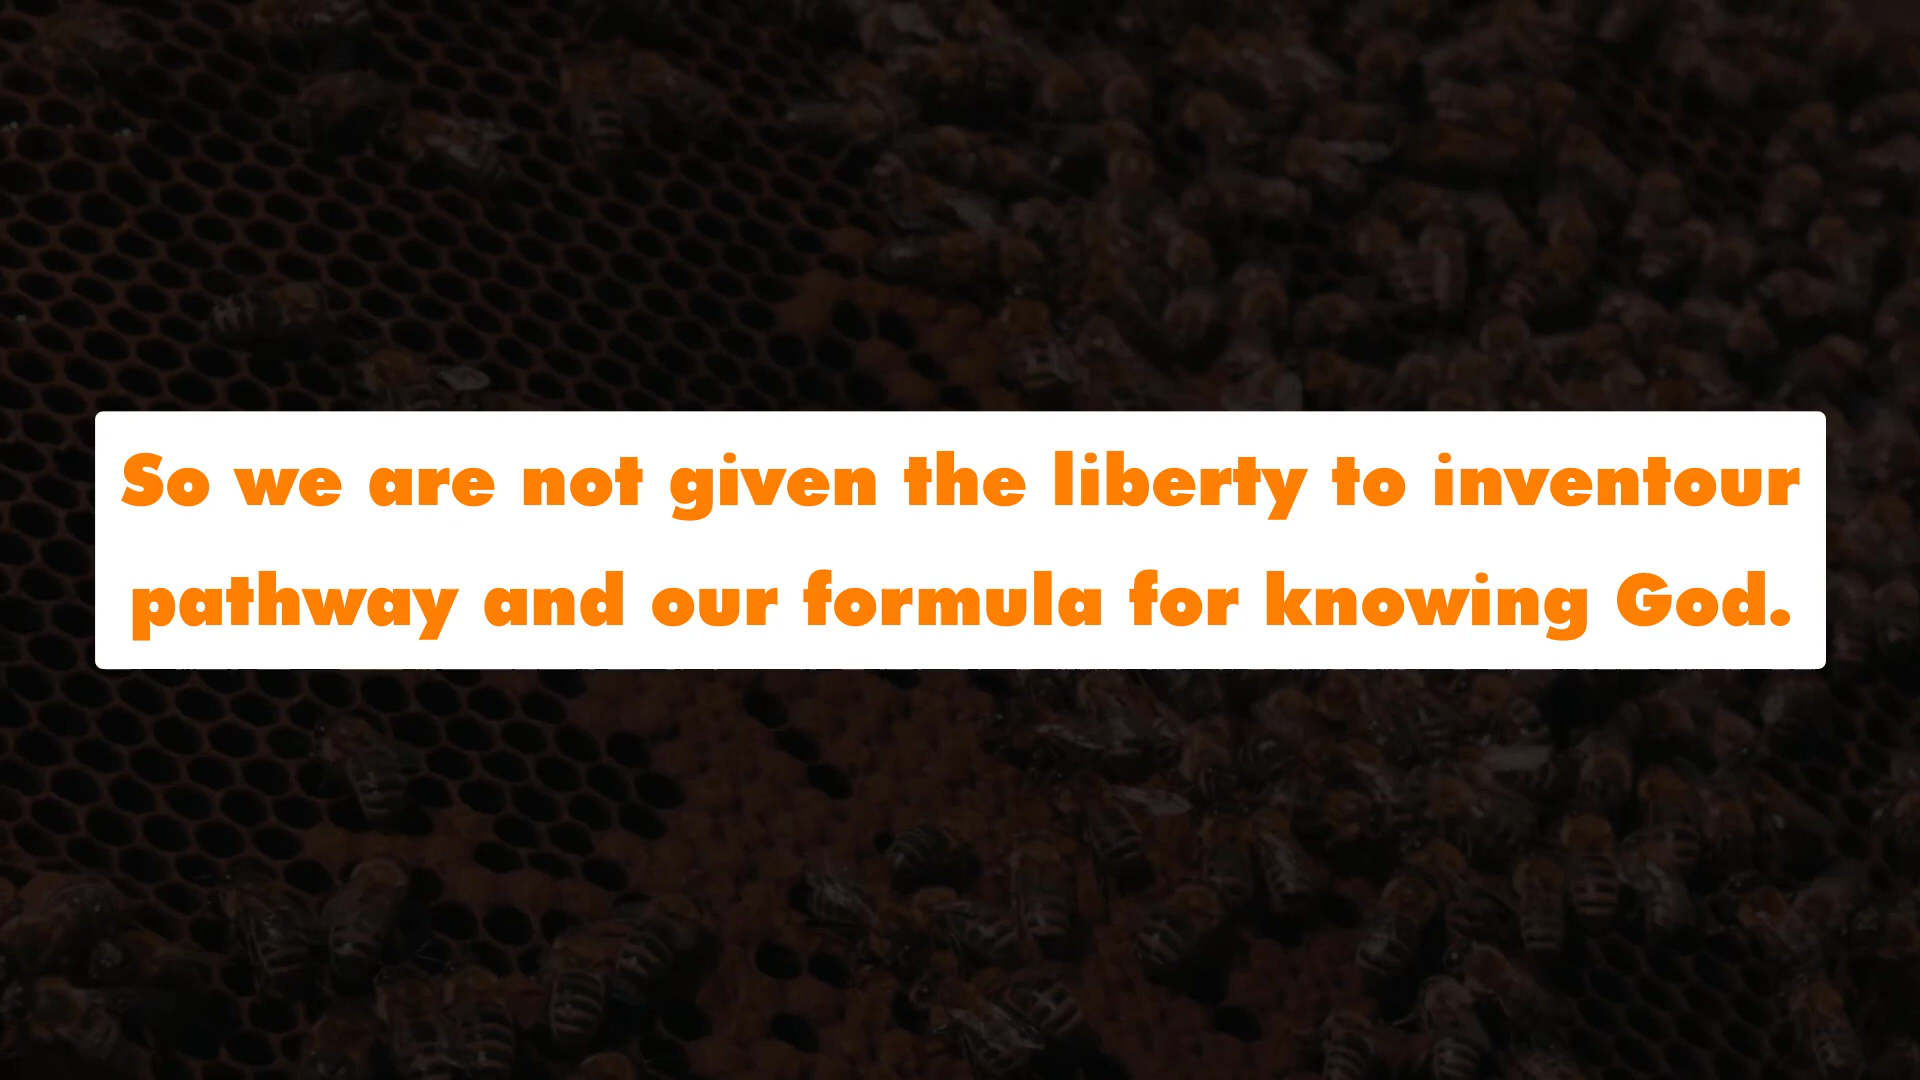 So we are not given the liberty to inventour
pathway and our formula for knowing God.